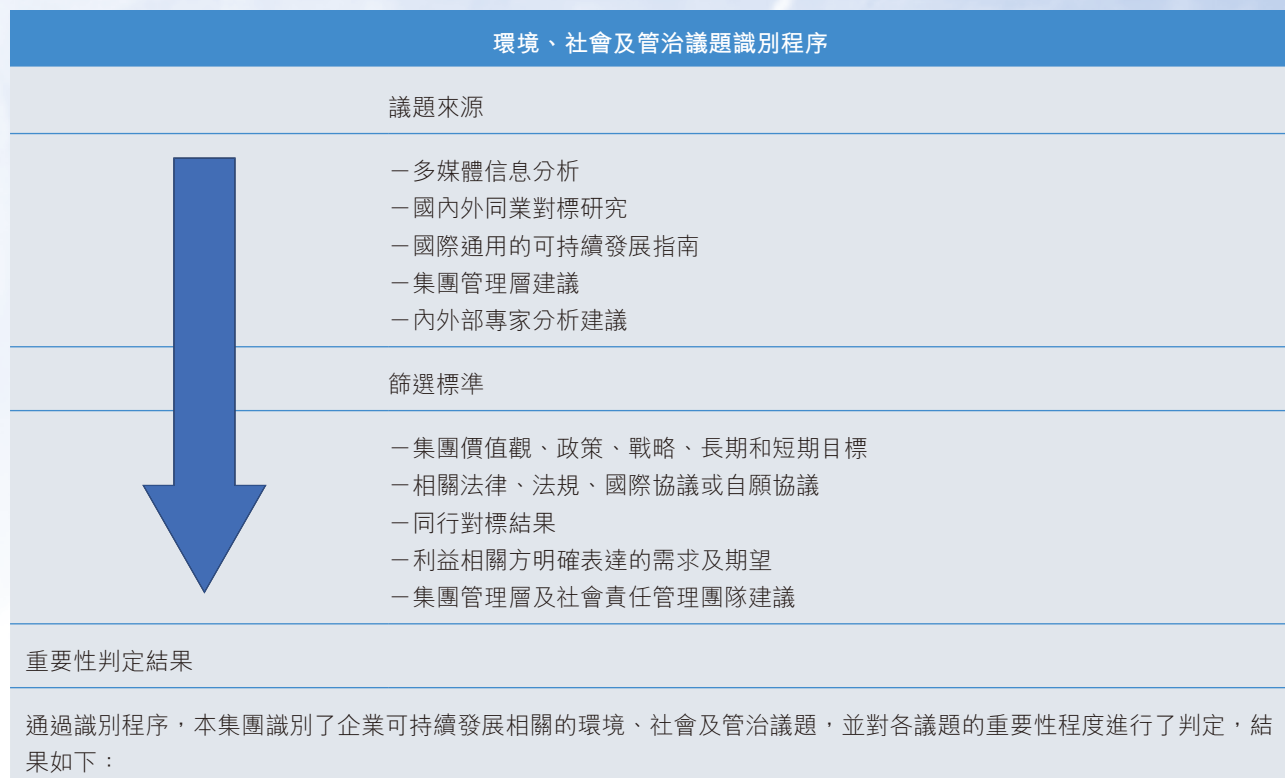 環境、社會及管治議題識別程序
議題來源
－多媒體信息分析
－國內外同業對標研究
－國際通用的可持續發展指南
－集團管理層建議
－內外部專家分析建議
篩選標準
－集團價值觀、政策、戰略、長期和短期目標
－相關法律、法規、國際協議或自願協議
－同行對標結果
－利益相關方明確表達的需求及期望
－集團管理層及社會責任管理團隊建議
重要性判定結果
通過識別程序，本集團識別了企業可持續發展相關的環境、社會及管治議題，並對各議題的重要性程度進行了判定，結
果如下：